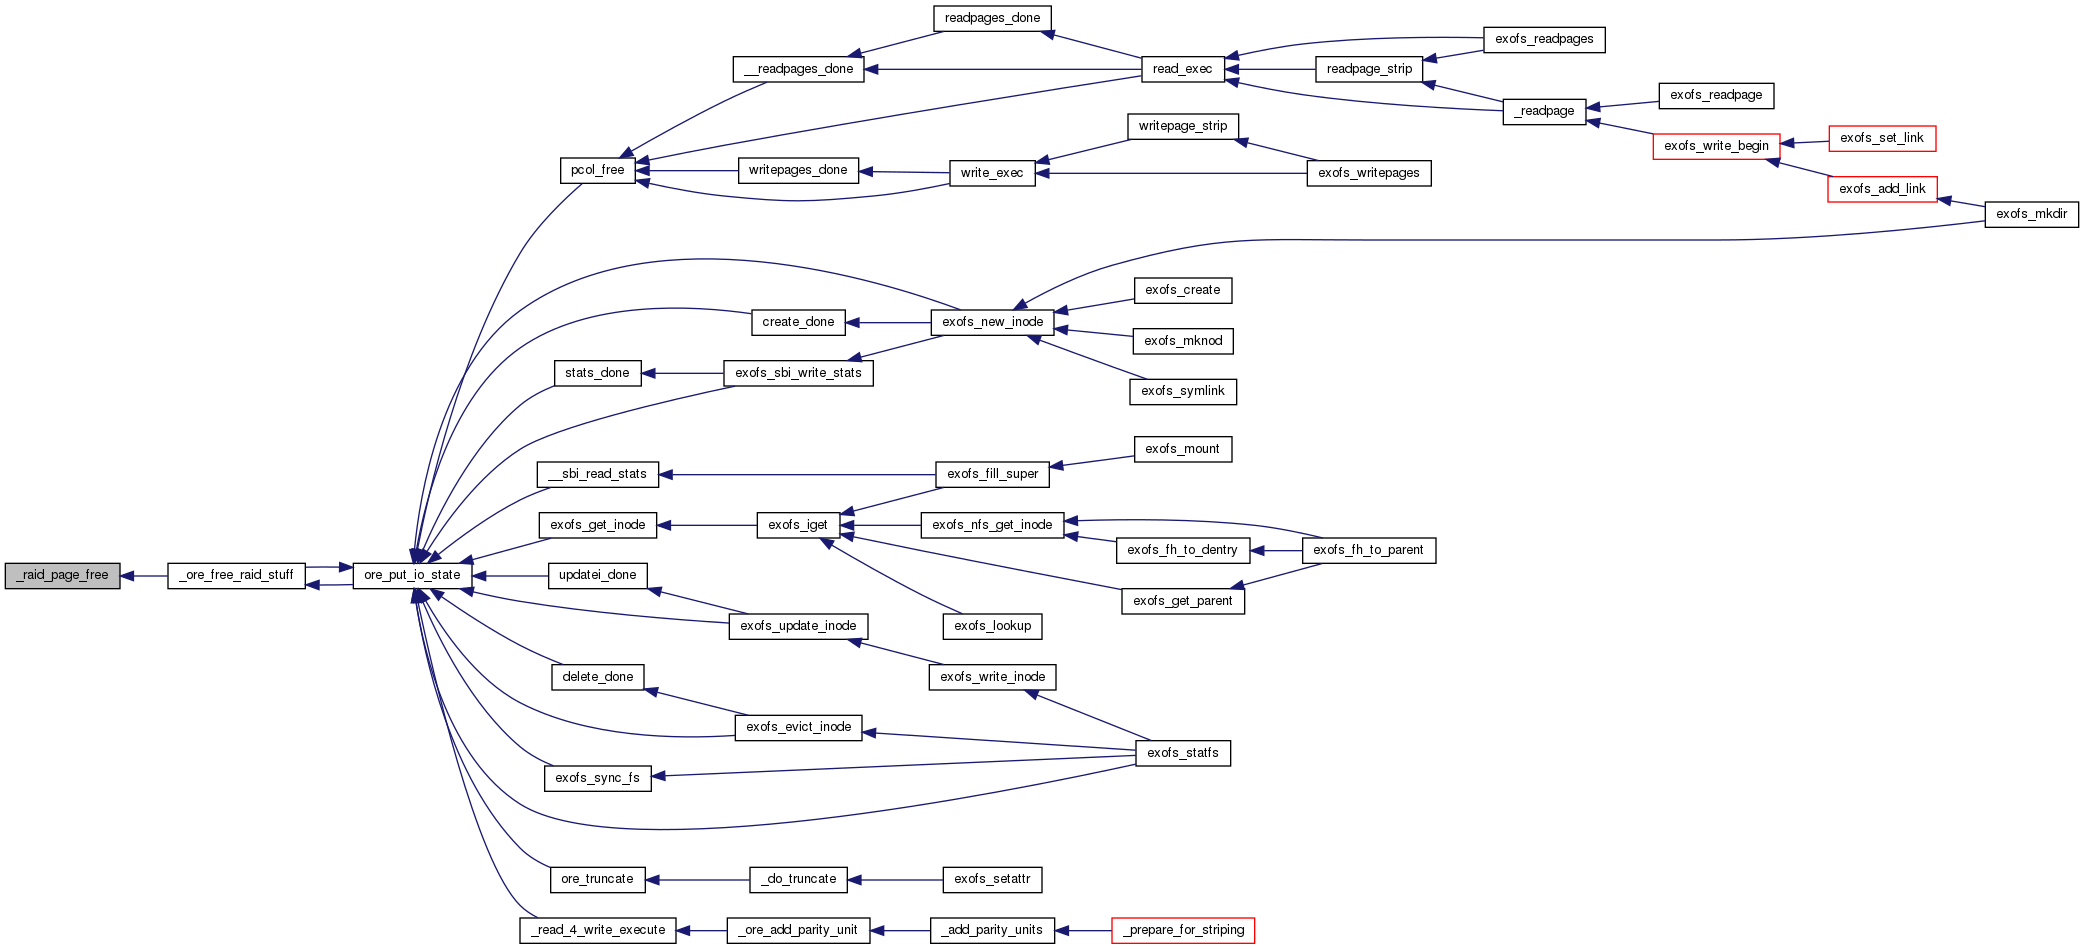 readpages_done
exofs_readpages
__readpages_done
read_exec
readpage_strip
exofs_readpage
_readpage
writepage_strip
exofs_set_link
exofs_write_begin
pcol_free
writepages_done
write_exec
exofs_writepages
exofs_add_link
exofs_mkdir
exofs_create
create_done
exofs_new_inode
exofs_mknod
stats_done
exofs_sbi_write_stats
exofs_symlink
exofs_mount
__sbi_read_stats
exofs_fill_super
exofs_get_inode
exofs_iget
exofs_nfs_get_inode
exofs_fh_to_dentry
exofs_fh_to_parent
_raid_page_free
_ore_free_raid_stuff
ore_put_io_state
updatei_done
exofs_get_parent
exofs_update_inode
exofs_lookup
delete_done
exofs_write_inode
exofs_evict_inode
exofs_statfs
exofs_sync_fs
ore_truncate
_do_truncate
exofs_setattr
_read_4_write_execute
_ore_add_parity_unit
_add_parity_units
_prepare_for_striping